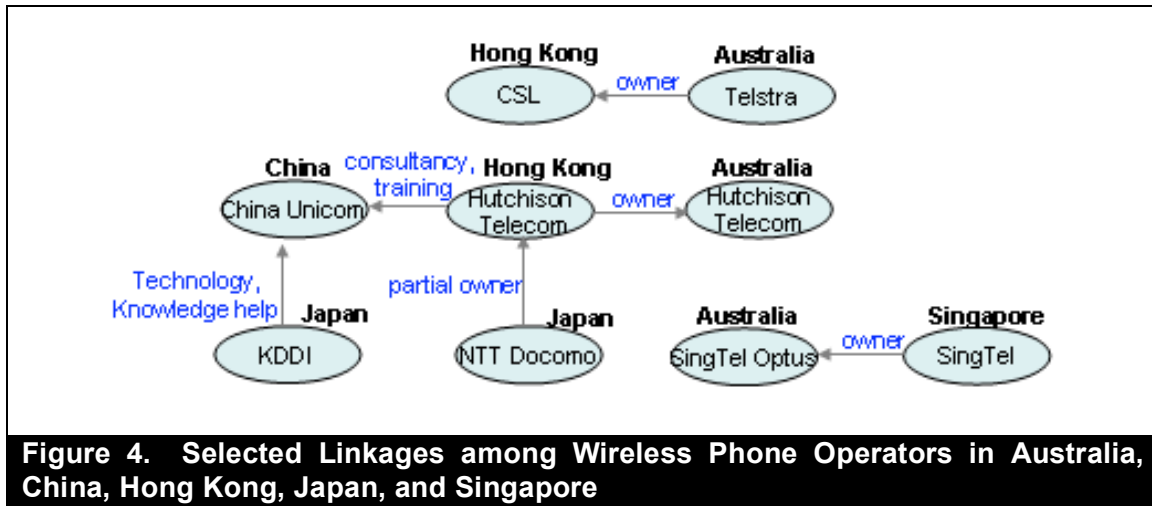 Hong Kong
Australia
CSL
owner
Telstra
China
consultancy,
training
Hong Kong
Australia
China Unicom
Hutchison
Telecom
owner
Hutchison
Telecom
Technology,
Knowledge help
partial owner
Japan
Japan
Australia
Singapore
KDDI
NTT Docomo
SingTel Optus
owner
SingTel
Figure 4. Selected Linkages among Wireless Phone Operators in Australia,
China, Hong Kong, Japan, and Singapore